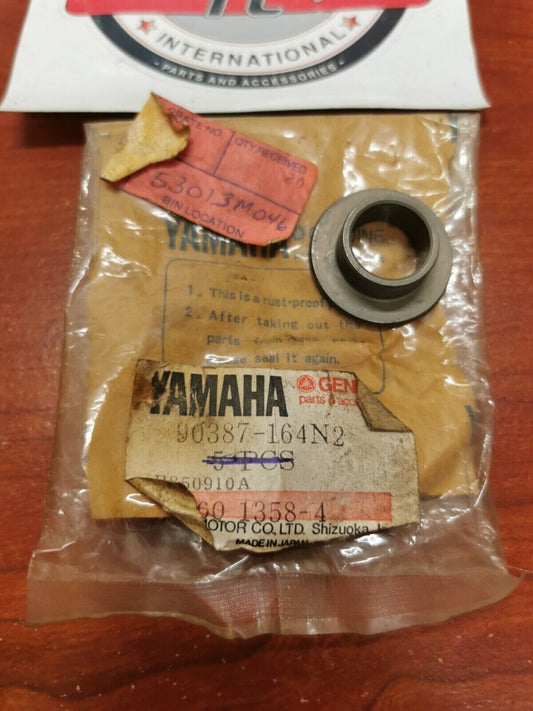 INTERNATIONAL
- PARTS AND ACCESSORIES -
QTY RECEIVED
20
53013M046
BIN LOCATION
YAMAHA
1. This is a rust-proof
2. After taking out the
parts
seal it again.
YAMAHA GEN
parts & acc
90387-164N2
5 PCS
850910A
60 1358-4
MOTOR CO., LTD. Shizuoka,
MADE IN JAPAN